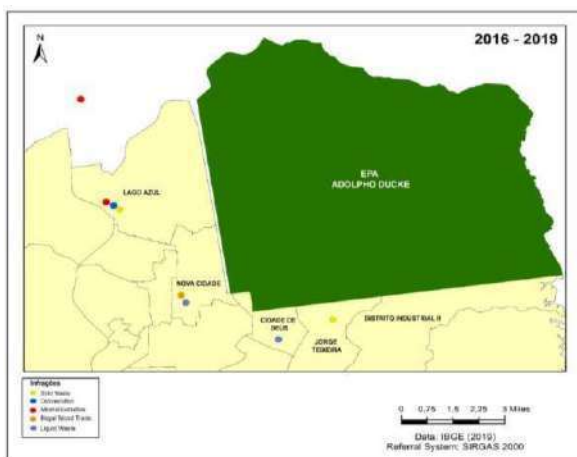 2016 - 2019
N
EPA
ADOLPHO DUCKE
LAGO AZUL
NOVA CIDADE
CIDADE DE
DEUS
DISTRITO INDUSTRIAL II
JORGE
TEIXEIRA
Infrações
Solid Waste
Deforestation
Illegal Wood Trade
Liquid Waste
0 0,75 1,5 2,25 3 Miles
Data: IBGE (2019)
Referral System: SIRGAS 2000